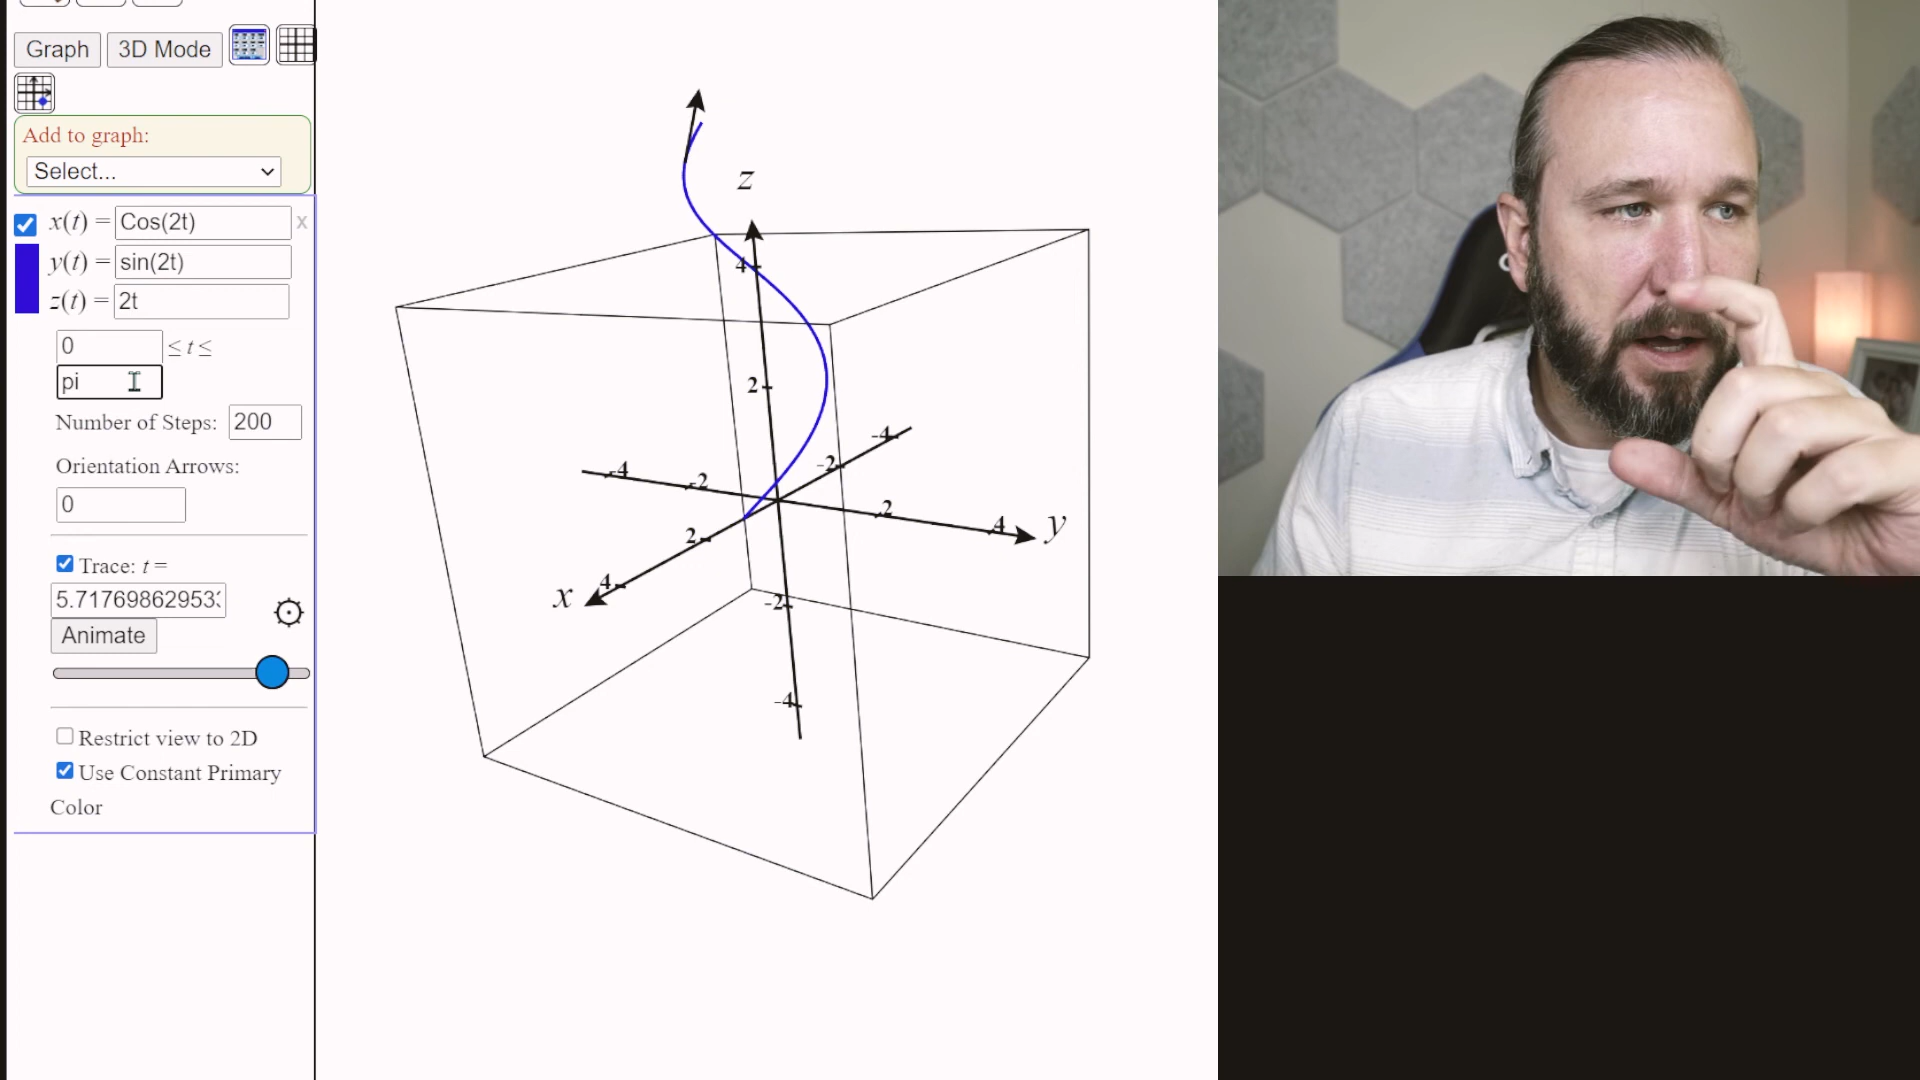 Graph 3D Mode
Add to graph:
Select...
x(t) = Cos(2t) x
y(t) = sin(2t)
z(t) = 2t
0 ≤ t ≤
pi
Number of Steps: 200
Orientation Arrows:
0
Trace: t =
5.71769862953
Animate
Restrict view to 2D
Use Constant Primary
Color
z
4
2
-4
-2
-4
-2
2
4
y
2
4
x
-2
-4